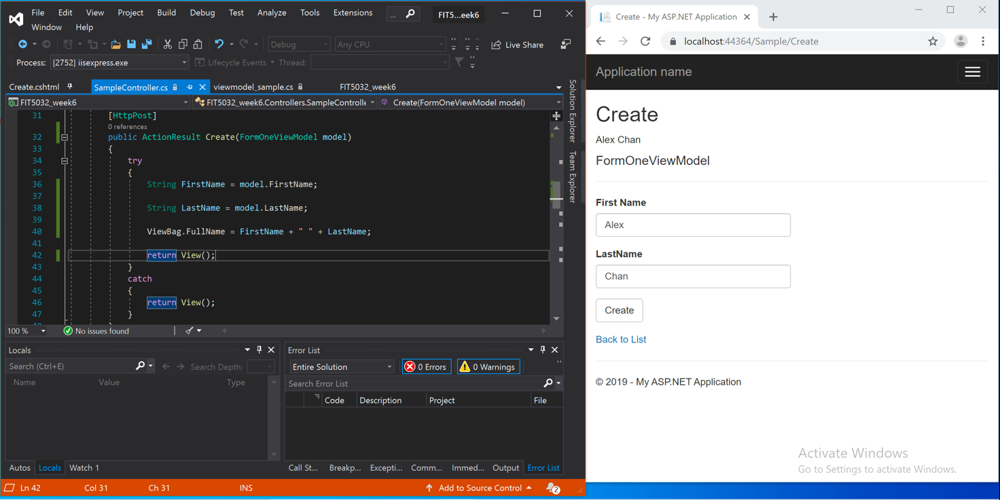 File Edit View Project Build Debug Test Analyze Tools Extensions ... FIT5...eek6
Window Help
Debug Any CPU Live Share
Process: [2752] iisexpress.exe Lifecycle Events Thread:
Create.cshtml SampleController.cs viewmodel_sample.cs FIT5032_week6
FIT5032_week6 FIT5032_week6.Controllers.SampleControlle Create(FormOneViewModel model)
31 [HttpPost]
0 references
32 public ActionResult Create(FormOneViewModel model)
33 {
34 try
35 {
36 String FirstName = model.FirstName;
37
38 String LastName = model.LastName;
39
40 ViewBag.FullName = FirstName + " " + LastName;
41
42 return View();
43 }
44 catch
45 {
46 return View();
47 }
100 % No issues found
Solution Explorer
Team Explorer
Locals
Search (Ctrl+E) Search Depth:
Name Value Type
Autos Locals Watch 1
Error List
Entire Solution 0 Errors 0 Warnings
Search Error List
Code Description Project File
Call St... Breakp... Excepti... Comm... Immed... Output Error List
Ln 42 Col 31 Ch 31 INS Add to Source Control 2
Create - My ASP.NET Application
localhost:44364/Sample/Create
Application name
Create
Alex Chan
FormOneViewModel
First Name
Alex
LastName
Chan
Create
Back to List
© 2019 - My ASP.NET Application
Activate Windows
Go to Settings to activate Windows.